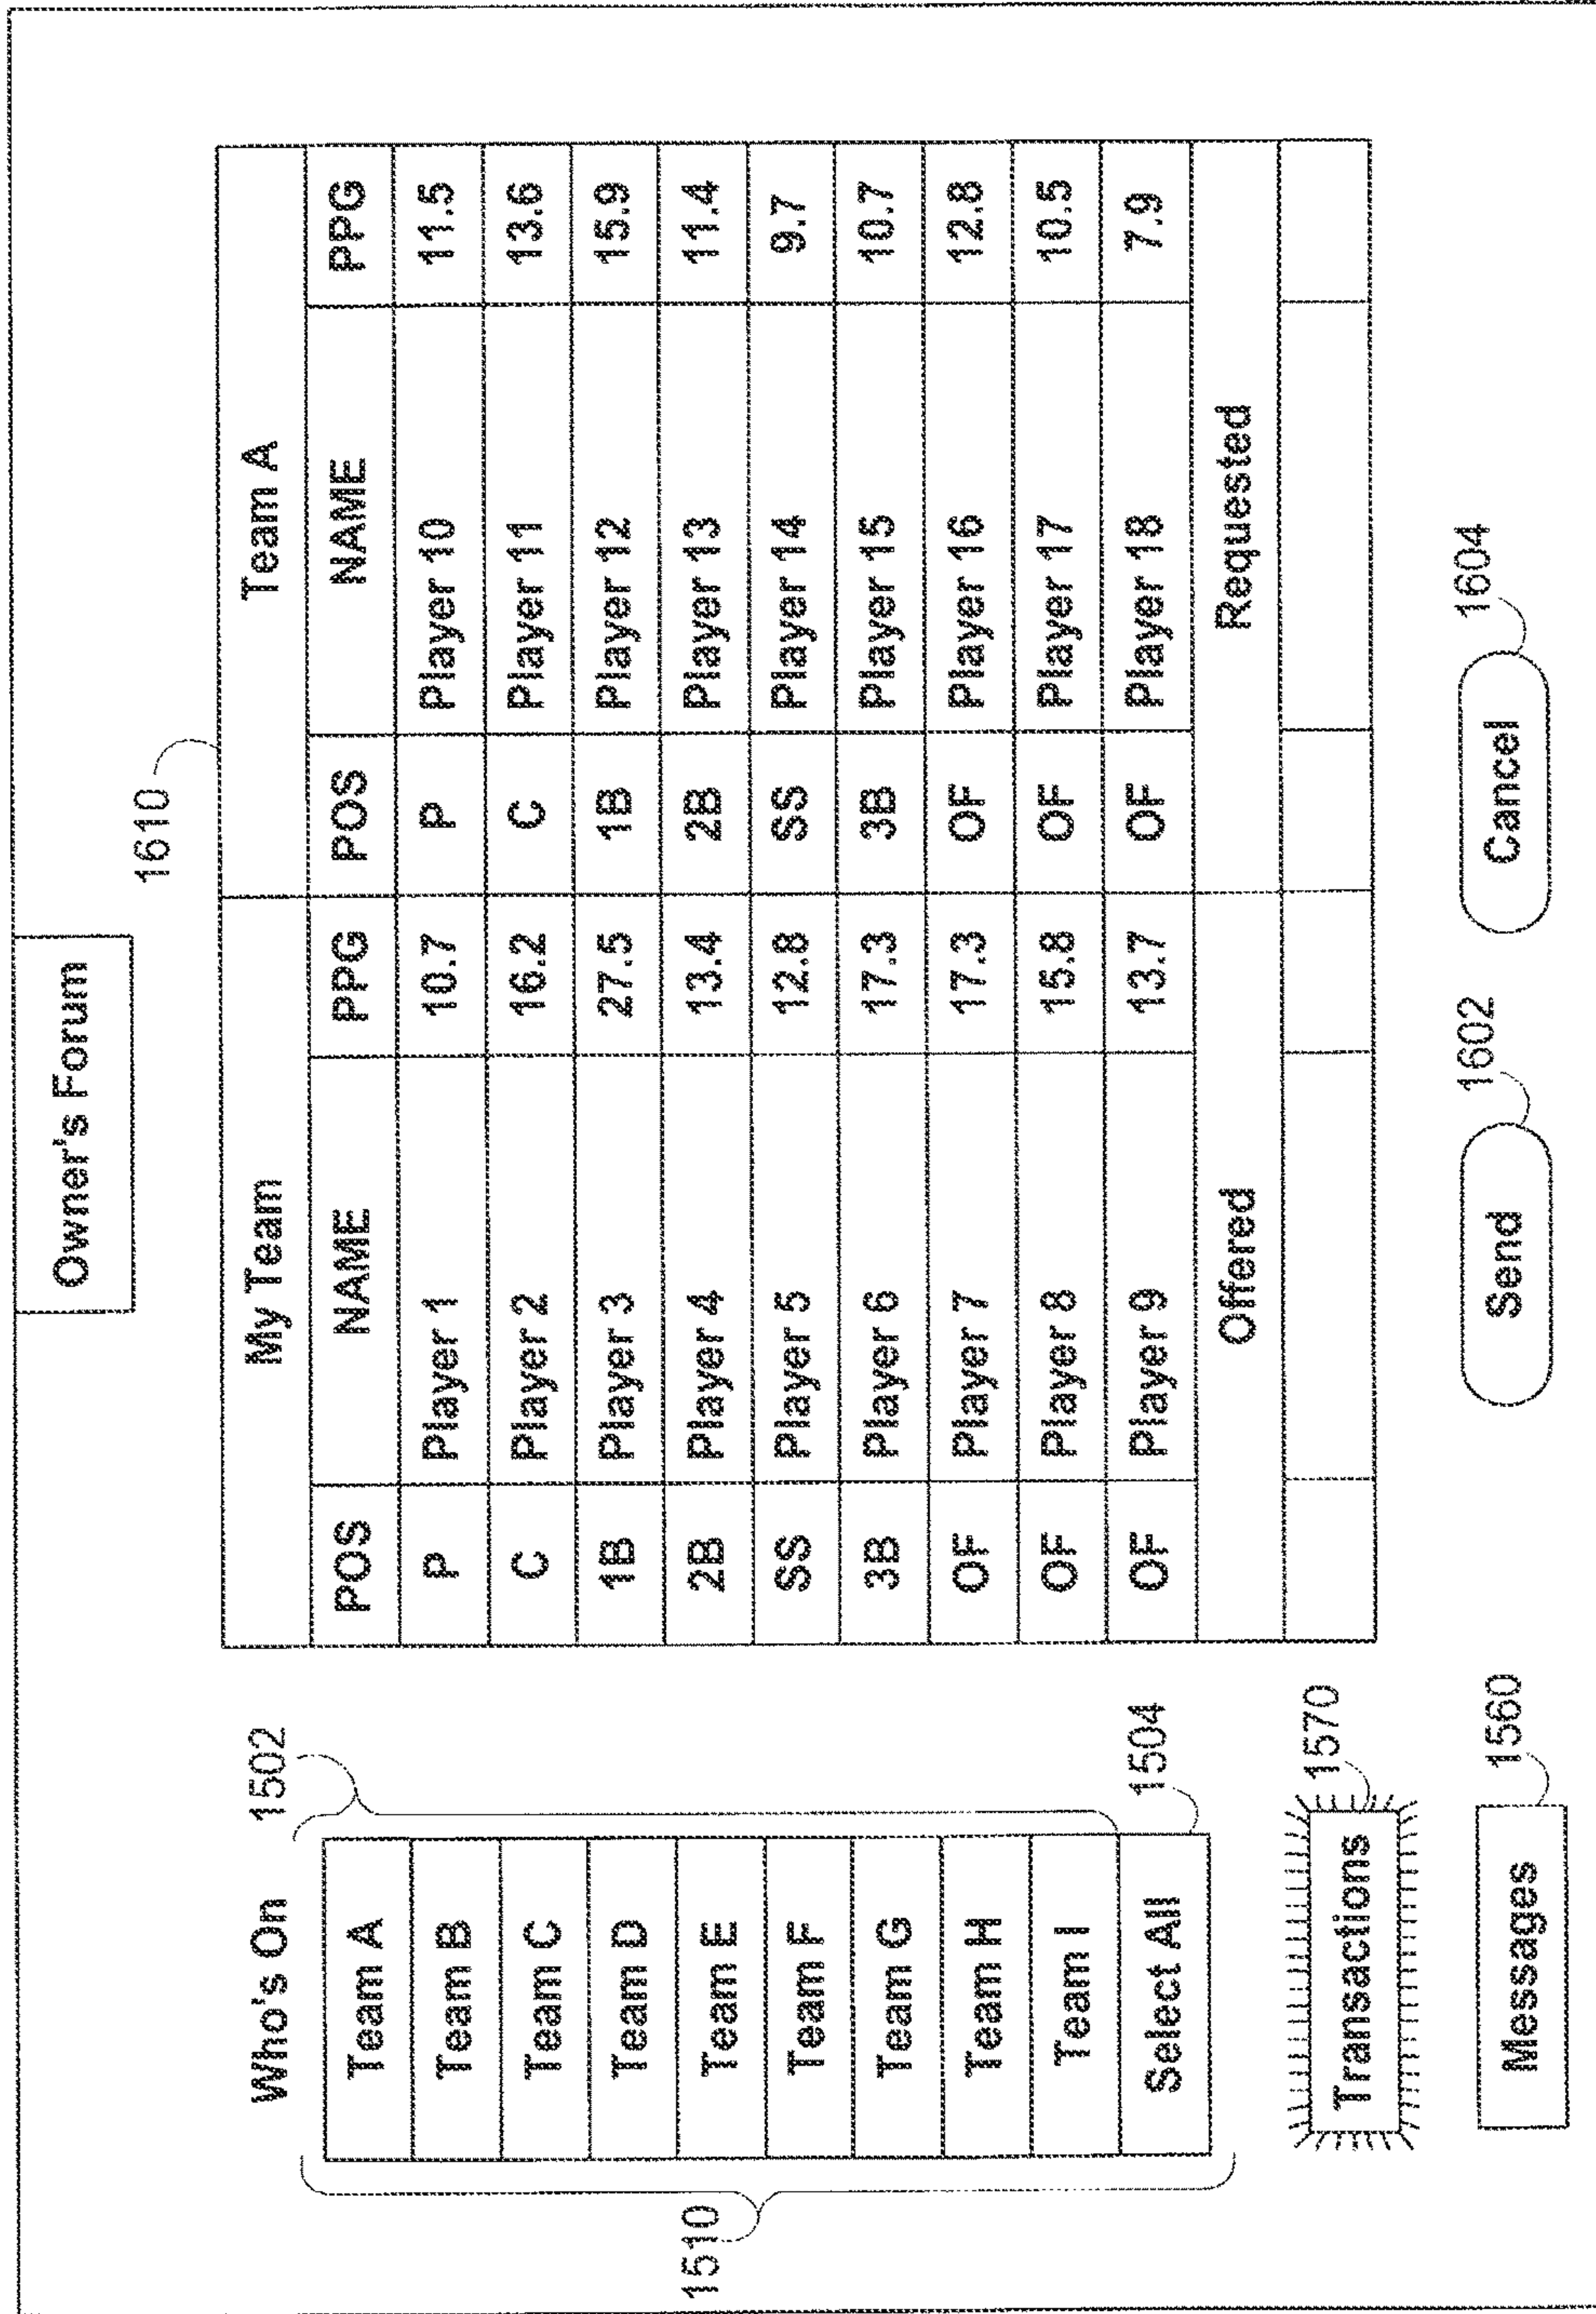 Owner's Forum
1610
Who's On
1502
Team A
Team B
Team C
Team D
Team E
Team F
Team G
Team H
Team I
Select All
1510
1504
Transactions
1570
Messages
1560
My Team Team A
POS NAME PPG POS NAME PPG
P Player 1 10.7 P Player 10 11.5
C Player 2 16.2 C Player 11 13.6
1B Player 3 27.5 1B Player 12 15.9
2B Player 4 13.4 2B Player 13 11.4
SS Player 5 12.8 SS Player 14 9.7
3B Player 6 17.3 3B Player 15 10.7
OF Player 7 17.3 OF Player 16 12.8
OF Player 8 15.8 OF Player 17 10.5
OF Player 9 13.7 OF Player 18 7.9
Offered Requested
Send
1602
Cancel
1604